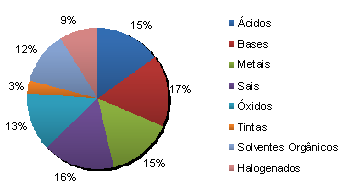 9%
15%
12%
3%
17%
13%
16%
15%
Ácidos
Bases
Metais
Sais
Óxidos
Tintas
Solventes Orgânicos
Halogenados